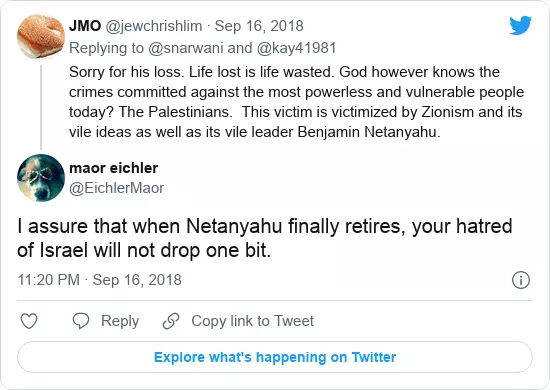 JMO @jewchrishlim · Sep 16, 2018
Replying to @snarwani and @kay41981
Sorry for his loss. Life lost is life wasted. God however knows the
crimes committed against the most powerless and vulnerable people
today? The Palestinians.  This victim is victimized by Zionism and its
vile ideas as well as its vile leader Benjamin Netanyahu.
maor eichler
@EichlerMaor
I assure that when Netanyahu finally retires, your hatred
of Israel will not drop one bit.
11:20 PM · Sep 16, 2018
Reply
Copy link to Tweet
Explore what's happening on Twitter